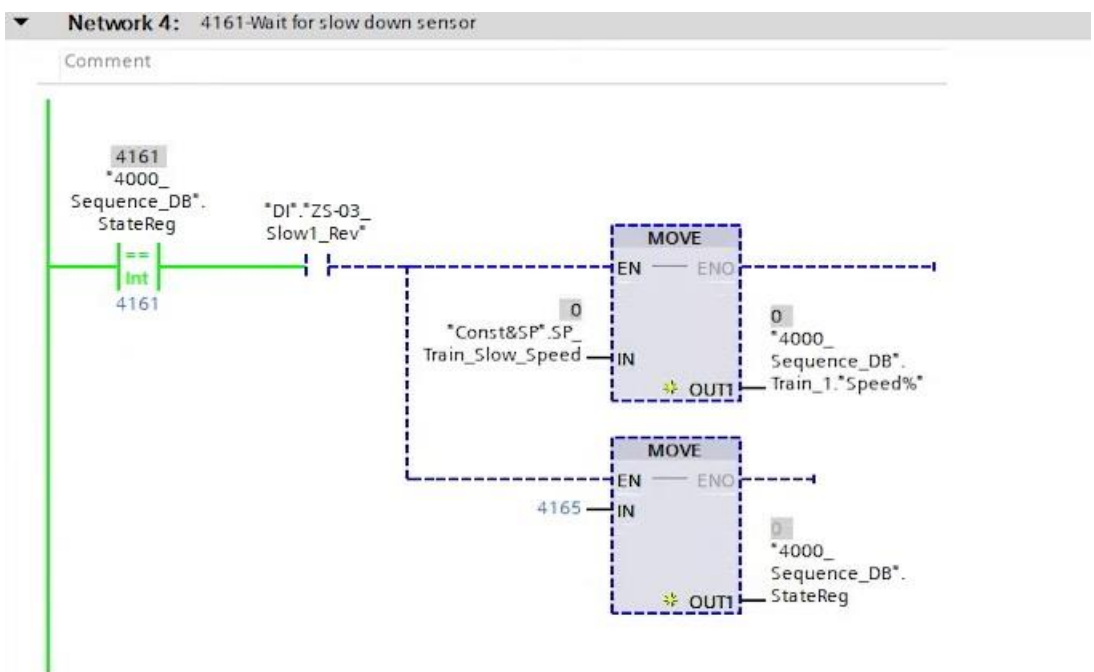 Network 4: 4161-Wait for slow down sensor
Comment
4161
"4000_
Sequence_DB".
StateReg
==
Int
4161
"DI"."ZS-03_
Slow1_Rev"
MOVE
EN ENO
0
"Const&SP".SP_
Train_Slow_Speed
IN
OUT1
0
"4000_
Sequence_DB".
Train_1."Speed%"
MOVE
EN ENO
4165
IN
OUT1
0
"4000_
Sequence_DB".
StateReg